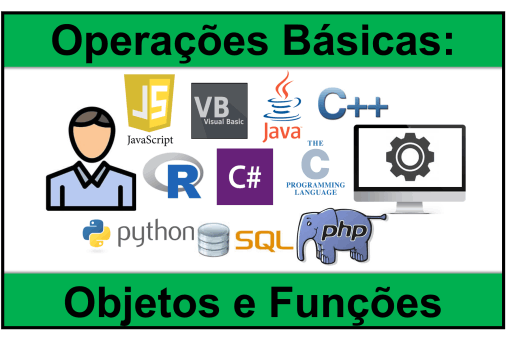 Operações Básicas:
JS
JavaScript
VB
Visual Basic
Java
C++
R
C#
THE
C
PROGRAMMING
LANGUAGE
python
SQL
php
Objetos e Funções